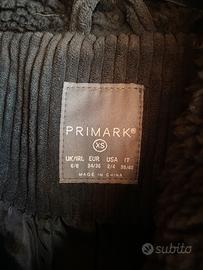 PRIMARK®
XS
UK/IRL EUR USA IT
6/8 34/36 2/4 38/40
MADE IN CHINA
subito